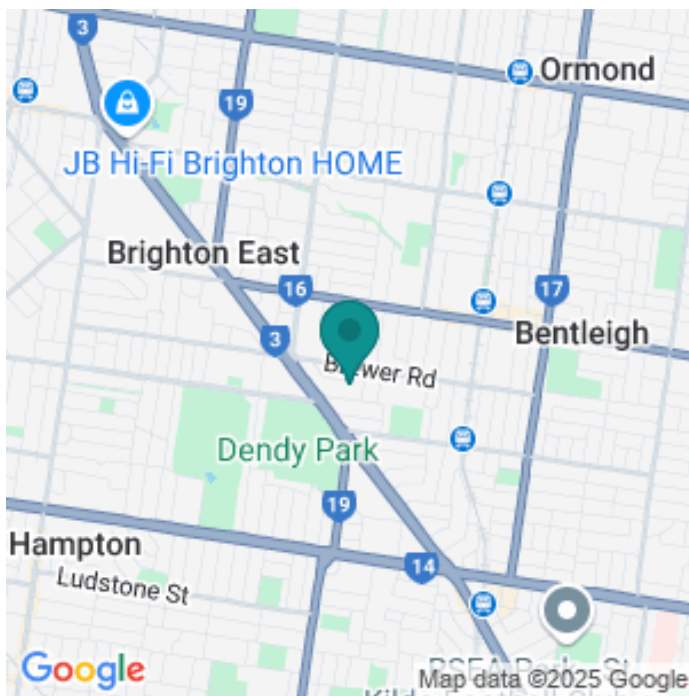 3
Ormond
19
JB Hi-Fi Brighton HOME
Brighton East
16
17
3
Bentleigh
Brewer Rd
Dendy Park
19
Hampton
14
Ludstone St
Google
Map data ©2025 Google